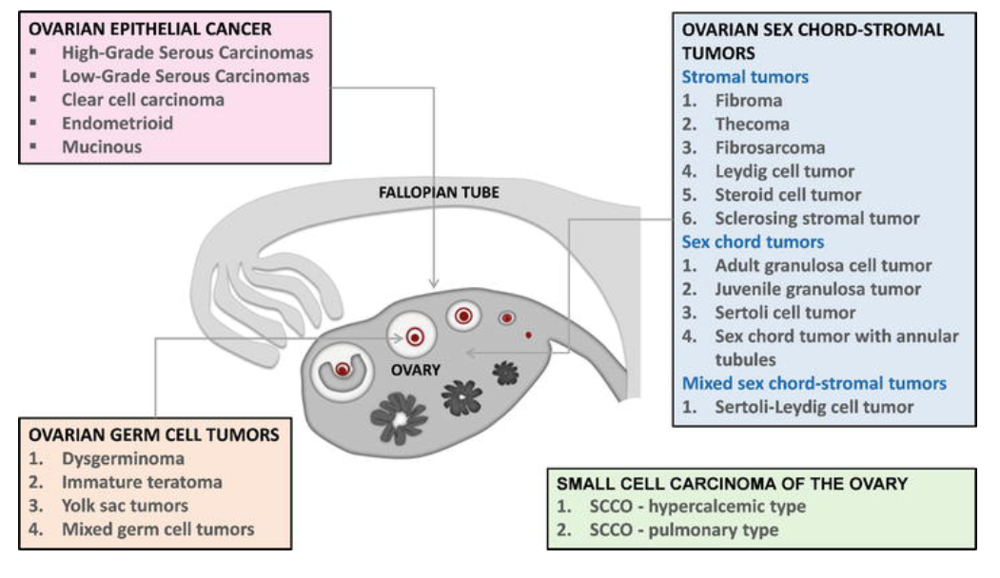 OVARIAN EPITHELIAL CANCER
▪ High-Grade Serous Carcinomas
▪ Low-Grade Serous Carcinomas
▪ Clear cell carcinoma
▪ Endometrioid
▪ Mucinous
OVARIAN SEX CHORD-STROMAL
TUMORS
Stromal tumors
1. Fibroma
2. Thecoma
3. Fibrosarcoma
4. Leydig cell tumor
5. Steroid cell tumor
6. Sclerosing stromal tumor
Sex chord tumors
1. Adult granulosa cell tumor
2. Juvenile granulosa tumor
3. Sertoli cell tumor
4. Sex chord tumor with annular
tubules
Mixed sex chord-stromal tumors
1. Sertoli-Leydig cell tumor
FALLOPIAN TUBE
OVARY
OVARIAN GERM CELL TUMORS
1. Dysgerminoma
2. Immature teratoma
3. Yolk sac tumors
4. Mixed germ cell tumors
SMALL CELL CARCINOMA OF THE OVARY
1. SCCO - hypercalcemic type
2. SCCO - pulmonary type